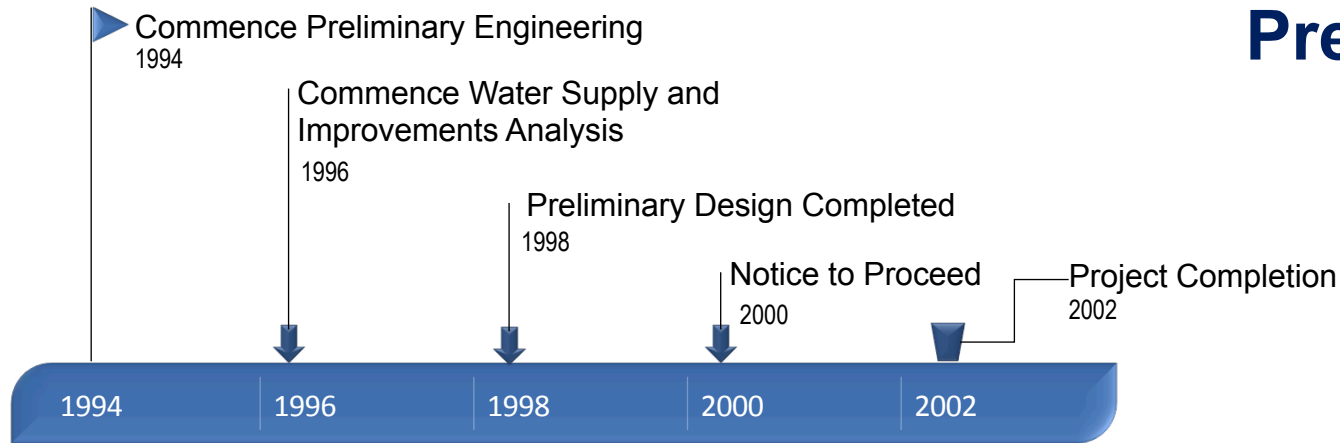 Pre
Commence Preliminary Engineering
1994
Commence Water Supply and
Improvements Analysis
1996
Preliminary Design Completed
1998
Notice to Proceed
2000
Project Completion
2002
1994 1996 1998 2000 2002